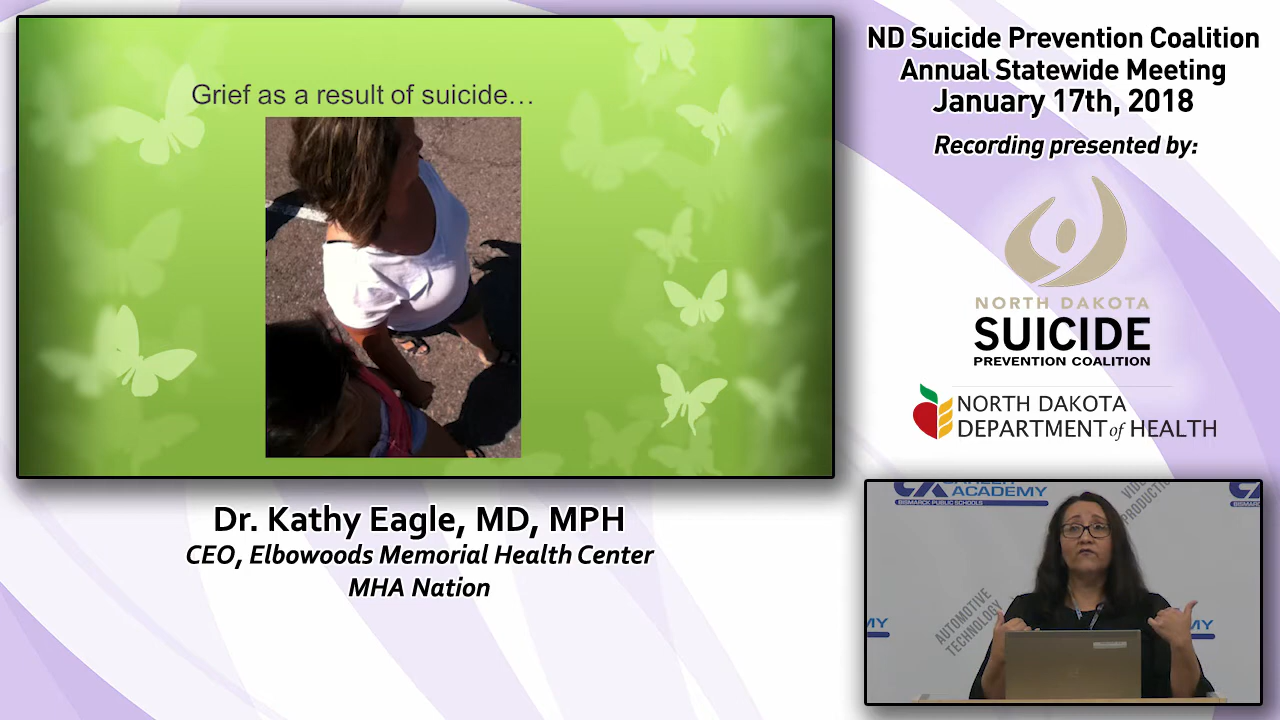 Grief as a result of suicide…
ND Suicide Prevention Coalition
Annual Statewide Meeting
January 17th, 2018
Recording presented by:
NORTH DAKOTA
SUICIDE
PREVENTION COALITION
NORTH DAKOTA
DEPARTMENT of HEALTH
Dr. Kathy Eagle, MD, MPH
CEO, Elbowoods Memorial Health Center
MHA Nation
ACADEMY
BISMARCK PUBLIC SCHOOLS
AUTOMOTIVE
TECHNOLOGY